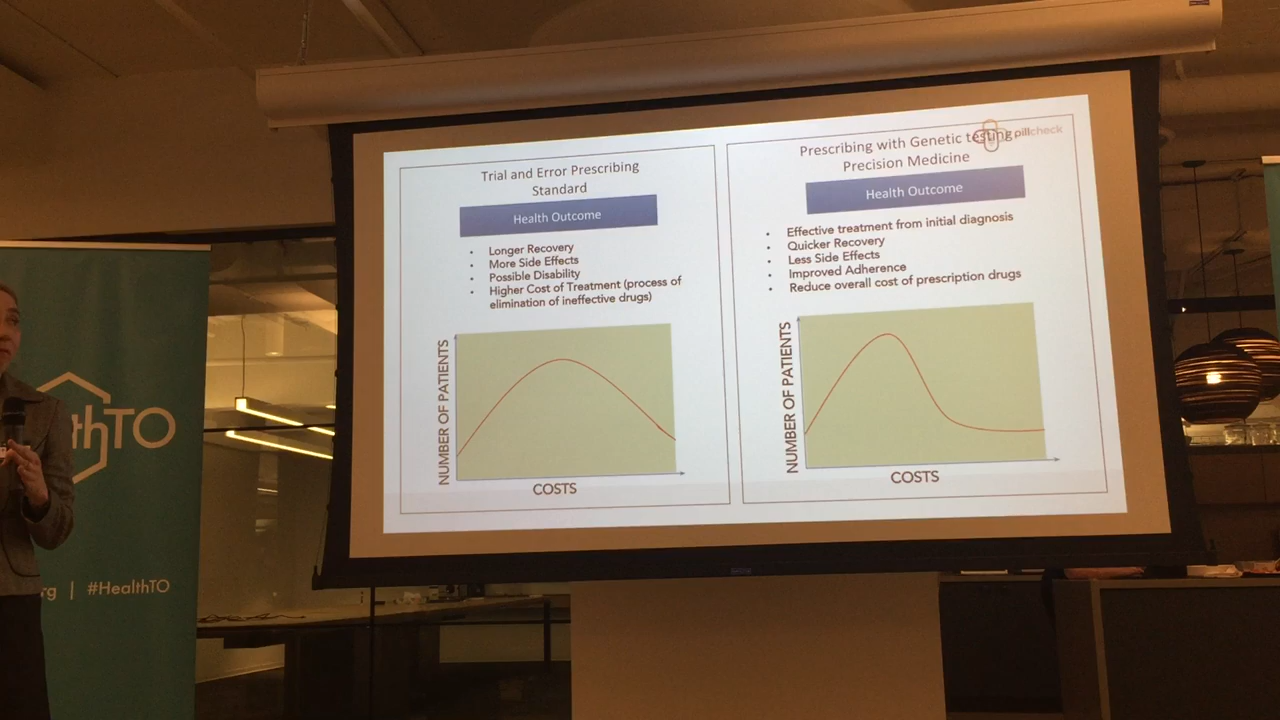 Trial and Error Prescribing
Standard
Health Outcome
• Longer Recovery
• More Side Effects
• Possible Disability
• Higher Cost of Treatment (process of
elimination of ineffective drugs)
NUMBER OF PATIENTS
COSTS
Prescribing with Genetic testing
Precision Medicine
pillcheck
Health Outcome
• Effective treatment from initial diagnosis
• Quicker Recovery
• Less Side Effects
• Improved Adherence
• Reduce overall cost of prescription drugs
NUMBER OF PATIENTS
COSTS
thTO
rg | #HealthTO